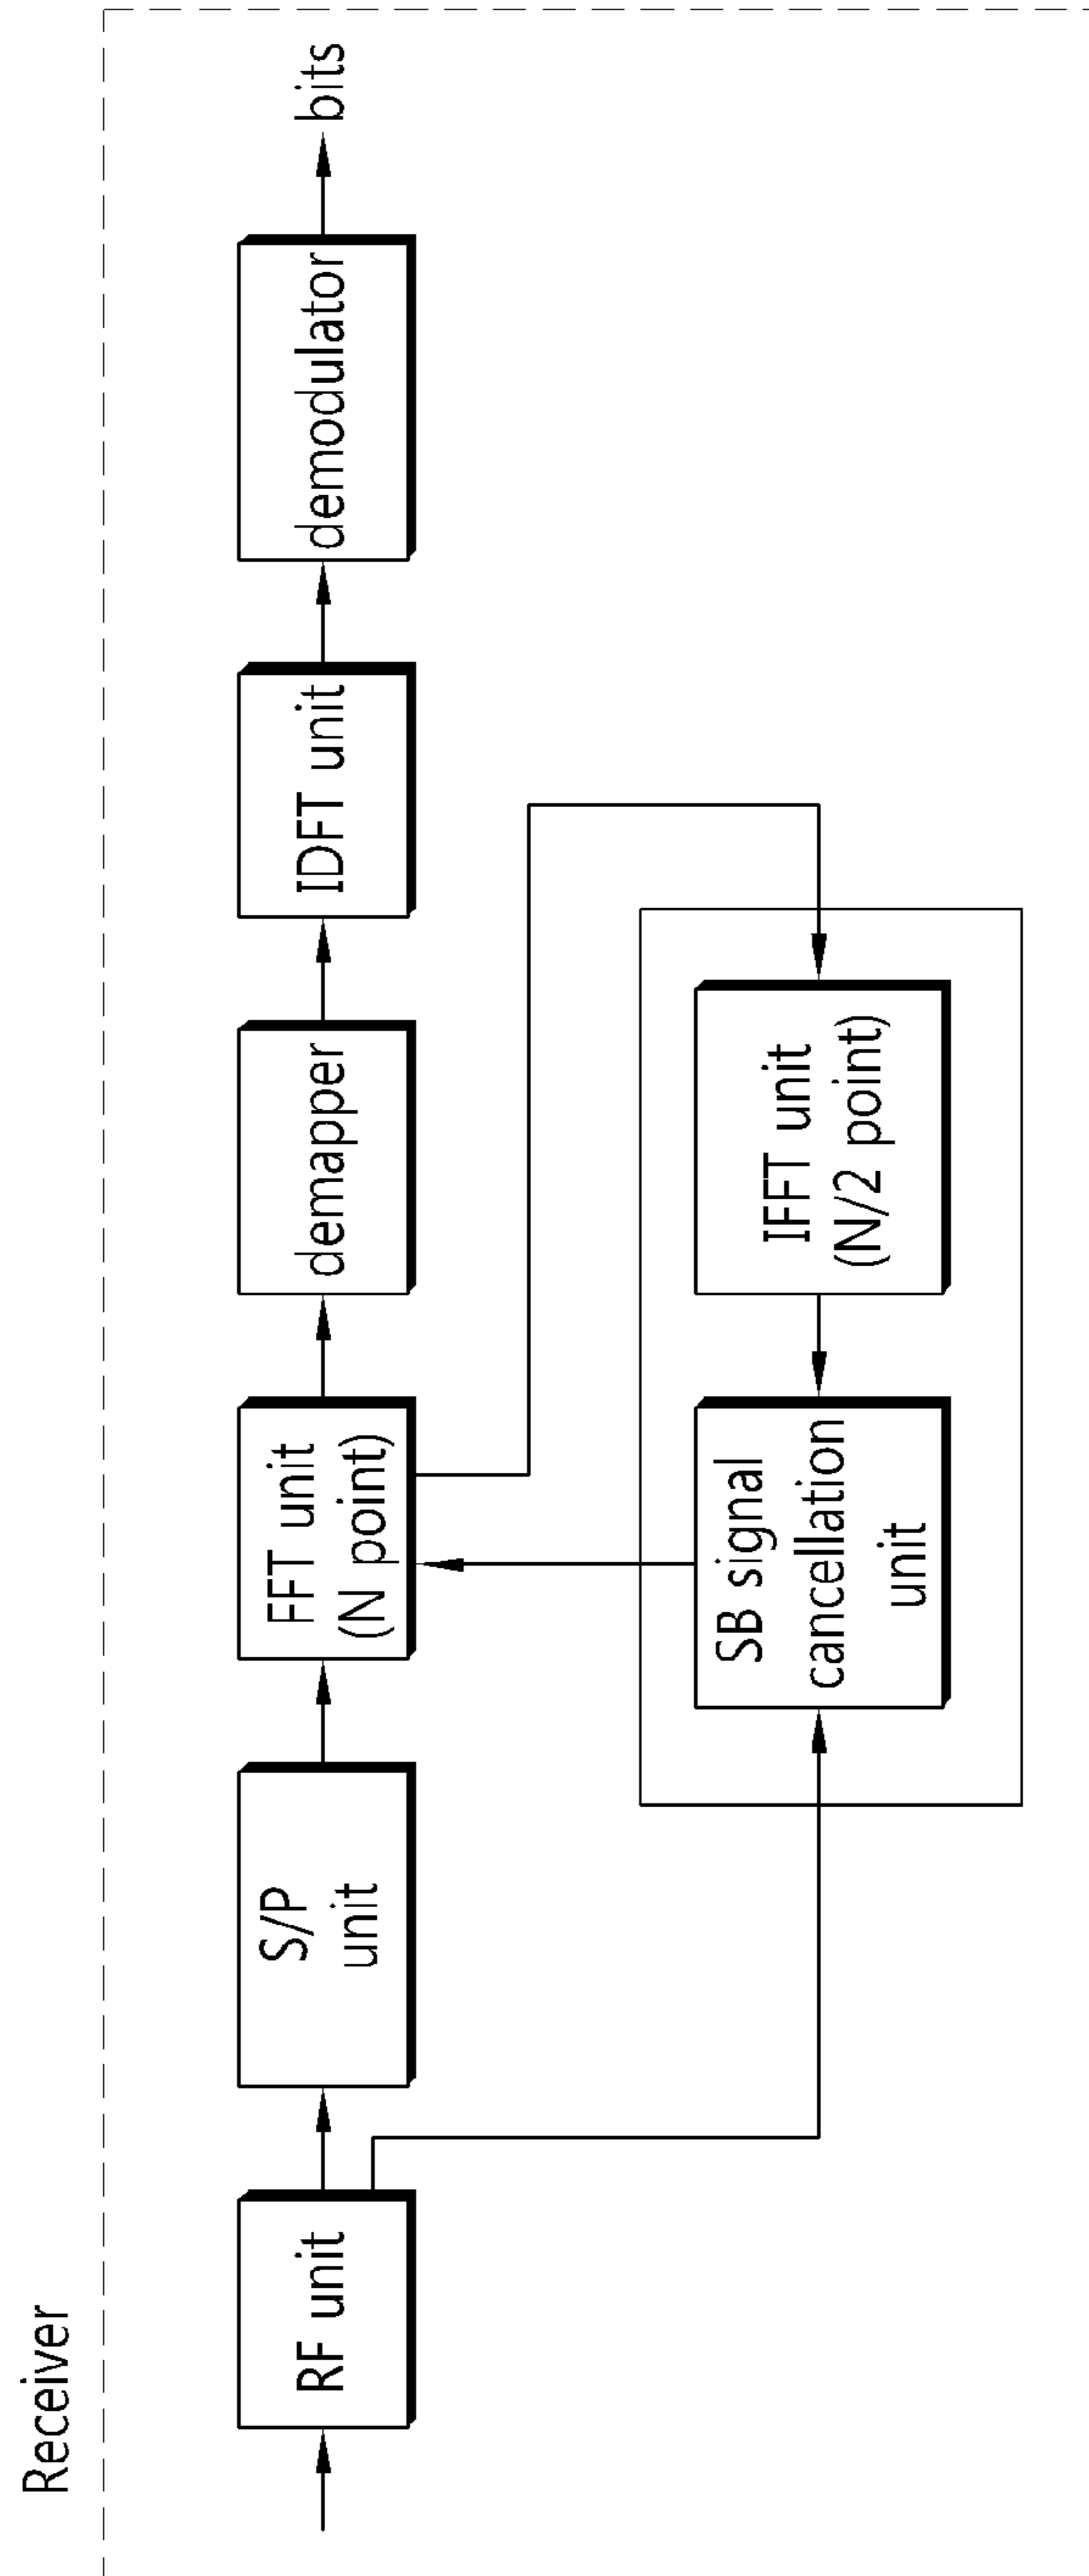 Receiver
RF unit
S/P
unit
FFT unit
(N point)
demapper
IDFT unit
demodulator
bits
SB signal
cancellation
unit
IFFT unit
(N/2 point)